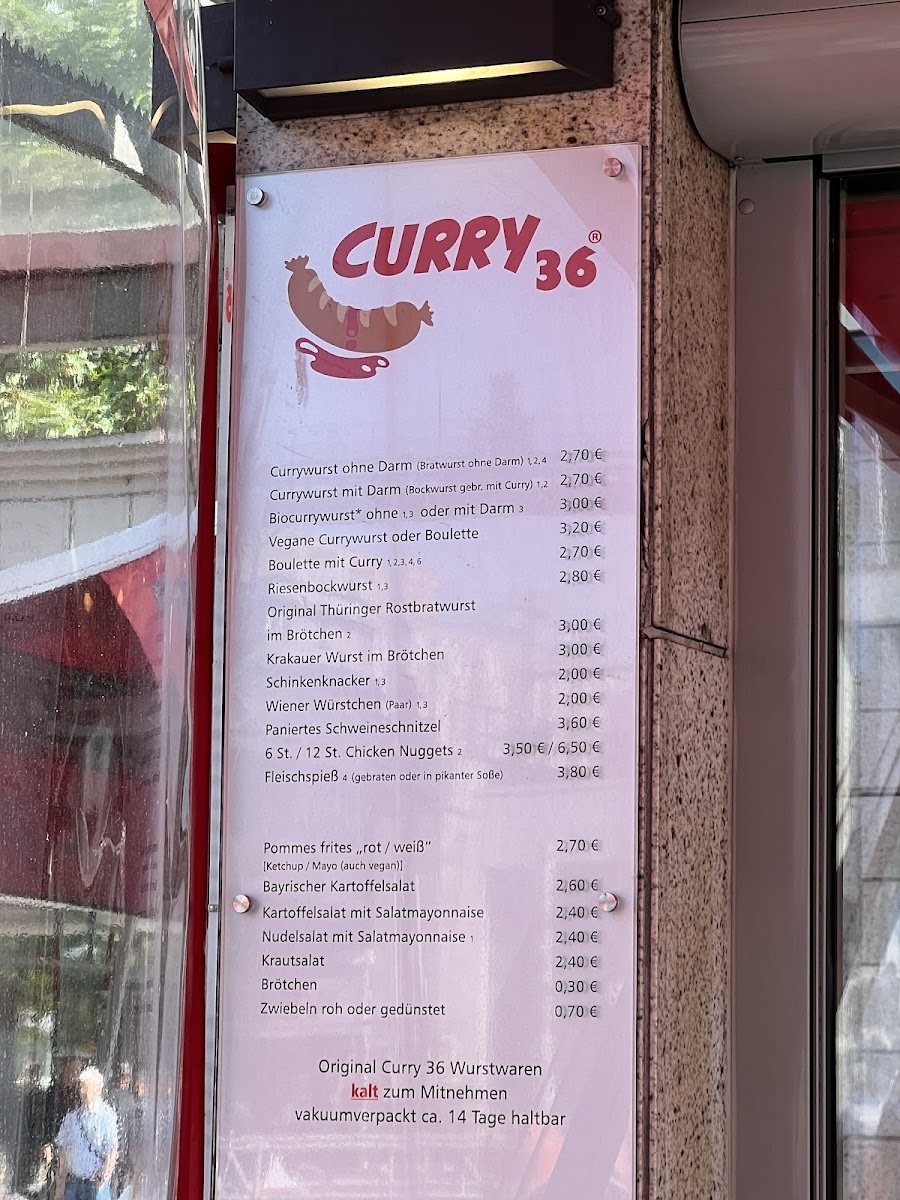 CURRY 36 ®
Currywurst ohne Darm (Bratwurst ohne Darm) 1, 2, 4 2,70 €
Currywurst mit Darm (Bockwurst gebr. mit Curry) 1,2 2,70 €
Biocurrywurst* ohne 1,3 oder mit Darm 3 3,00 €
Vegane Currywurst oder Boulette 3,20 €
Boulette mit Curry 1, 2, 3, 4, 6 2,70 €
Riesenbockwurst 1,3 2,80 €
Original Thüringer Rostbratwurst
im Brötchen 2 3,00 €
Krakauer Wurst im Brötchen 3,00 €
Schinkenknacker 1,3 2,00 €
Wiener Würstchen (Paar) 1,3 2,00 €
Paniertes Schweineschnitzel 3,60 €
6 St. / 12 St. Chicken Nuggets 2 3,50 € / 6,50 €
Fleischspieß 4 (gebraten oder in pikanter Soße) 3,80 €
Pommes frites „rot / weiß“ 2,70 €
[Ketchup / Mayo (auch vegan)]
Bayrischer Kartoffelsalat 2,60 €
Kartoffelsalat mit Salatmayonnaise 2,40 €
Nudelsalat mit Salatmayonnaise 1 2,40 €
Krautsalat 2,40 €
Brötchen 0,30 €
Zwiebeln roh oder gedünstet 0,70 €
Original Curry 36 Wurstwaren
kalt zum Mitnehmen
vakuumverpackt ca. 14 Tage haltbar